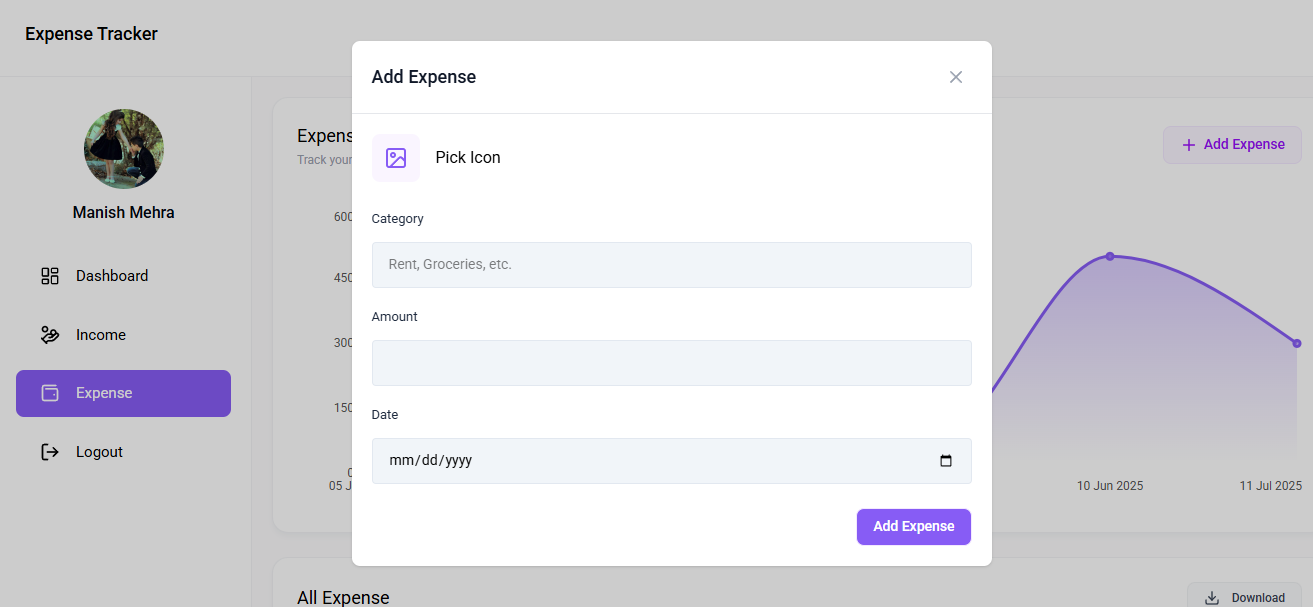 Expense Tracker
Manish Mehra
Dashboard
Income
Expense
Logout
Add Expense
Pick Icon
Category
Rent, Groceries, etc.
Amount
Date
mm/dd/yyyy
Add Expense
Expens
Track your
Add Expense
600
450
300
150
0
05 J
10 Jun 2025
11 Jul 2025
All Expense
Download